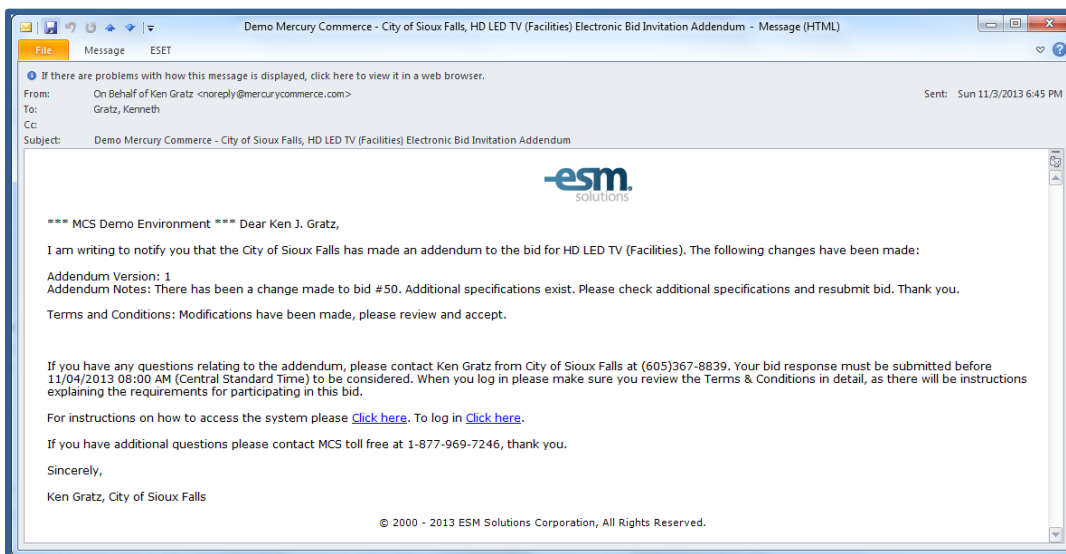 Demo Mercury Commerce - City of Sioux Falls, HD LED TV (Facilities) Electronic Bid Invitation Addendum - Message (HTML)
File Message ESET
If there are problems with how this message is displayed, click here to view it in a web browser.
From: On Behalf of Ken Gratz <noreply@mercurycommerce.com> Sent: Sun 11/3/2013 6:45 PM
To: Gratz, Kenneth
Cc:
Subject: Demo Mercury Commerce - City of Sioux Falls, HD LED TV (Facilities) Electronic Bid Invitation Addendum
esm.
solutions
*** MCS Demo Environment *** Dear Ken J. Gratz,
I am writing to notify you that the City of Sioux Falls has made an addendum to the bid for HD LED TV (Facilities). The following changes have been made:
Addendum Version: 1
Addendum Notes: There has been a change made to bid #50. Additional specifications exist. Please check additional specifications and resubmit bid. Thank you.
Terms and Conditions: Modifications have been made, please review and accept.
If you have any questions relating to the addendum, please contact Ken Gratz from City of Sioux Falls at (605)367-8839. Your bid response must be submitted before
11/04/2013 08:00 AM (Central Standard Time) to be considered. When you log in please make sure you review the Terms & Conditions in detail, as there will be instructions
explaining the requirements for participating in this bid.
For instructions on how to access the system please Click here. To log in Click here.
If you have additional questions please contact MCS toll free at 1-877-969-7246, thank you.
Sincerely,
Ken Gratz, City of Sioux Falls
© 2000 - 2013 ESM Solutions Corporation, All Rights Reserved.